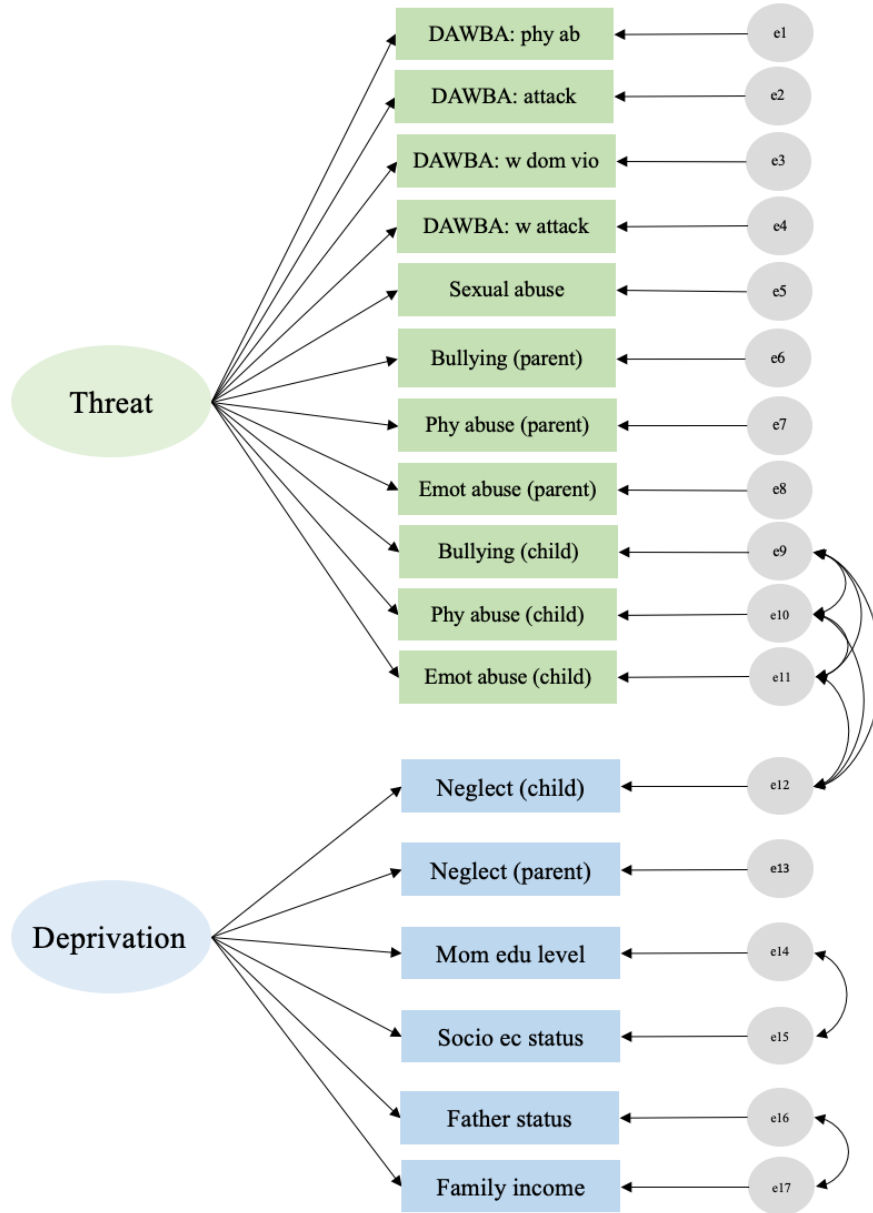 DAWBA: phy ab e1
DAWBA: attack e2
DAWBA: w dom vio e3
DAWBA: w attack e4
Sexual abuse e5
Bullying (parent) e6
Threat
Phy abuse (parent) e7
Emot abuse (parent) e8
Bullying (child) e9
Phy abuse (child) e10
Emot abuse (child) e11
Neglect (child) e12
Neglect (parent) e13
Deprivation
Mom edu level e14
Socio ec status e15
Father status e16
Family income e17